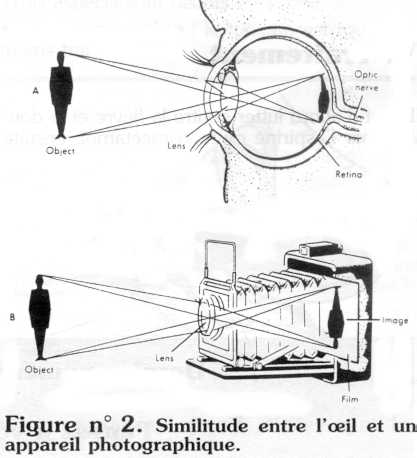 A
Object
Lens
Optic
nerve
Retina
B
Object
Lens
Image
Film
Figure n° 2. Similitude entre l'œil et un
appareil photographique.